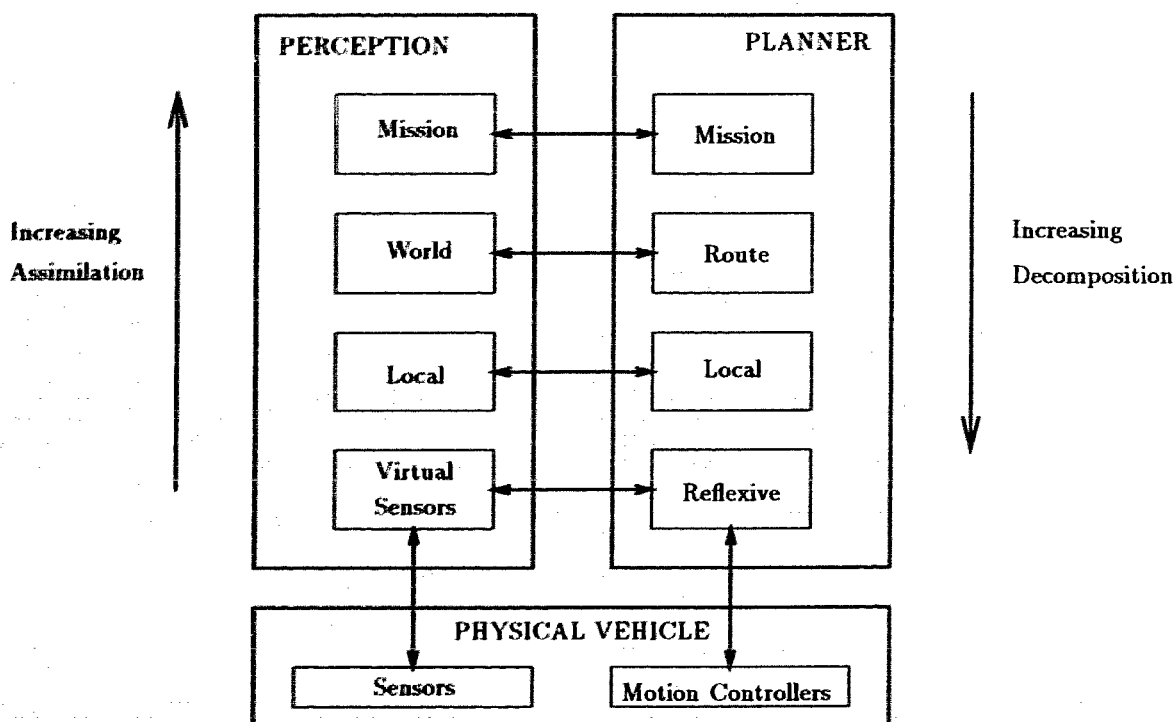 PERCEPTION
PLANNER
Mission
Mission
Increasing
Assimilation
World
Route
Increasing
Decomposition
Local
Local
Virtual
Sensors
Reflexive
PHYSICAL VEHICLE
Sensors
Motion Controllers